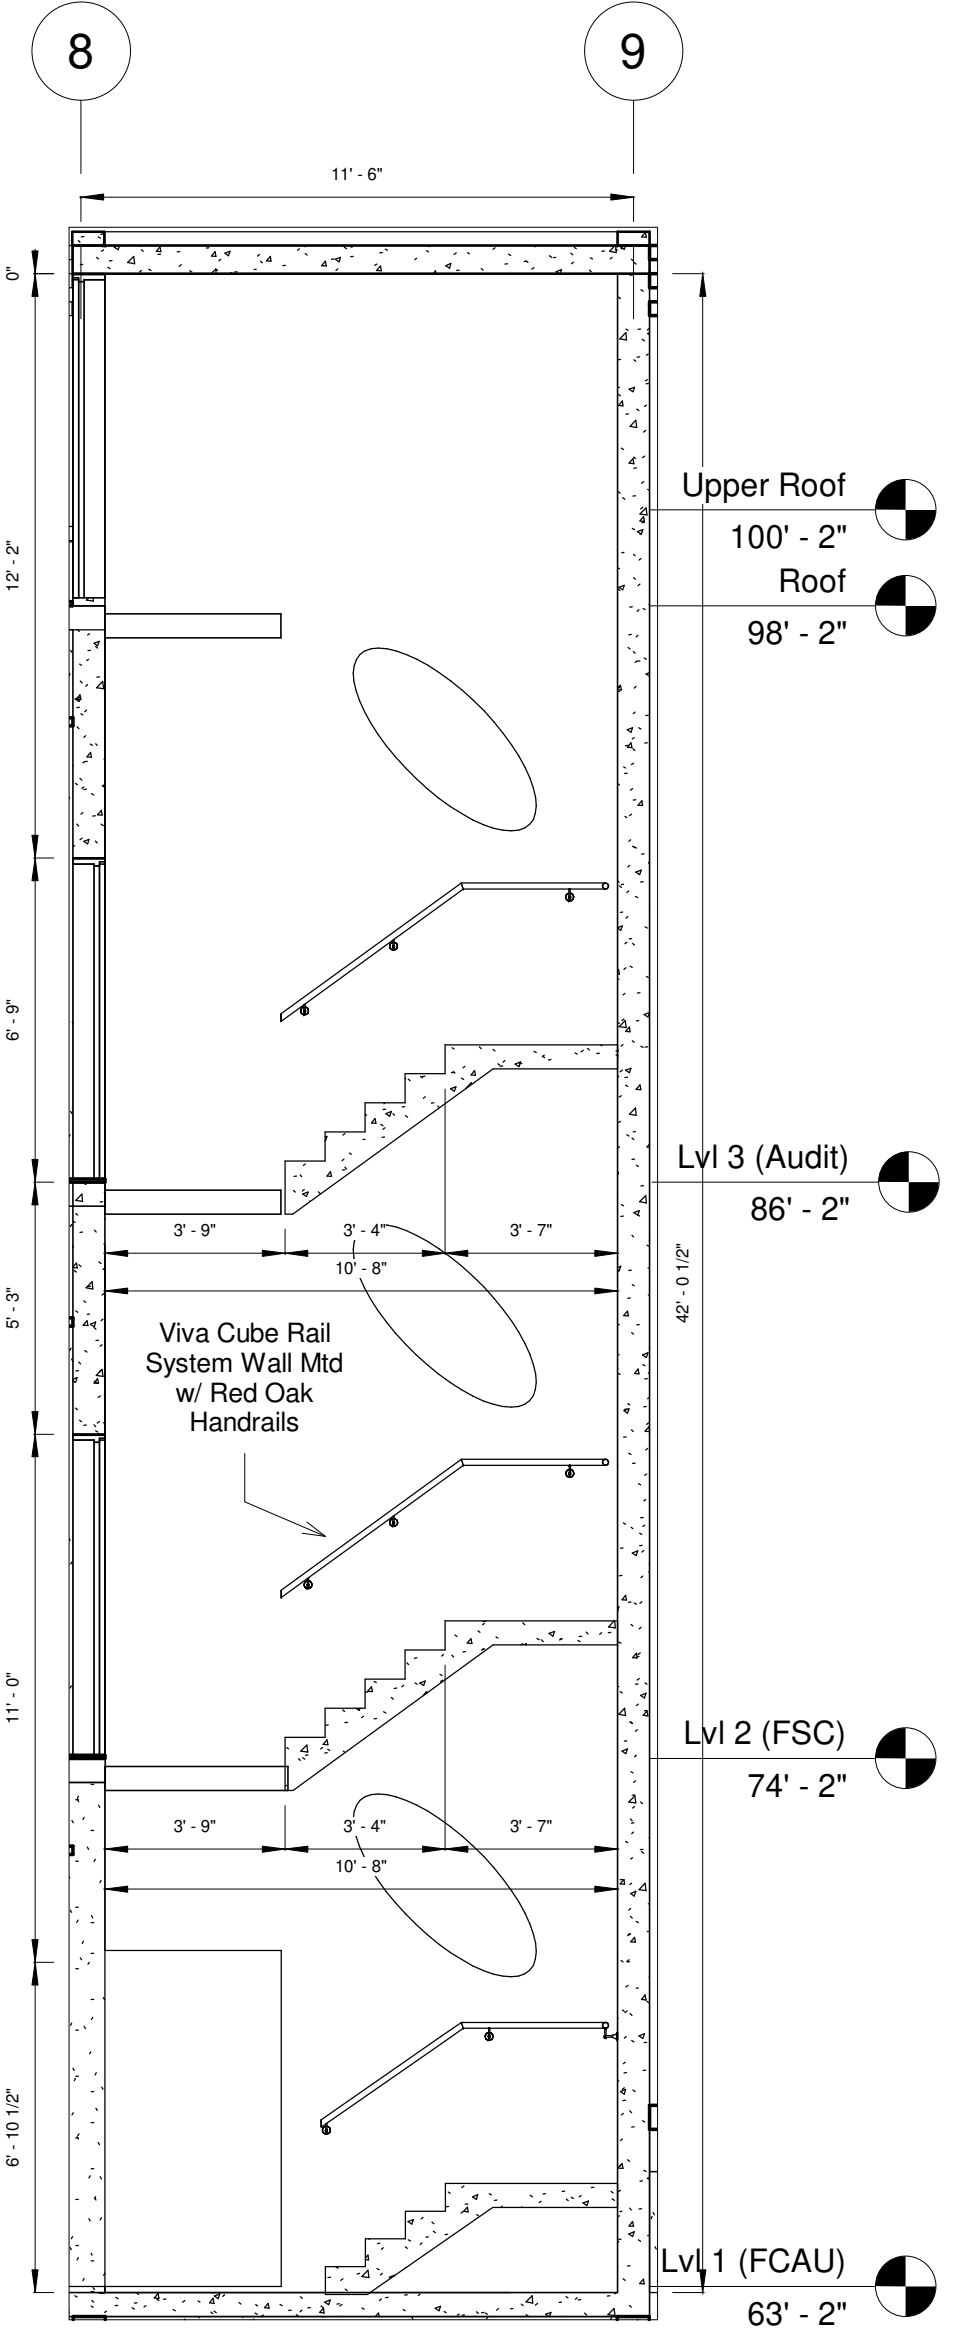 8
9
11' - 6"
0"
12' - 2"
Upper Roof
100' - 2"
Roof
98' - 2"
6' - 9"
Lvl 3 (Audit)
86' - 2"
3' - 9"
3' - 4"
3' - 7"
10' - 8"
5' - 3"
42' - 0 1/2"
Viva Cube Rail
System Wall Mtd
w/ Red Oak
Handrails
11' - 0"
Lvl 2 (FSC)
74' - 2"
3' - 9"
3' - 4"
3' - 7"
10' - 8"
6' - 10 1/2"
Lvl 1 (FCAU)
63' - 2"